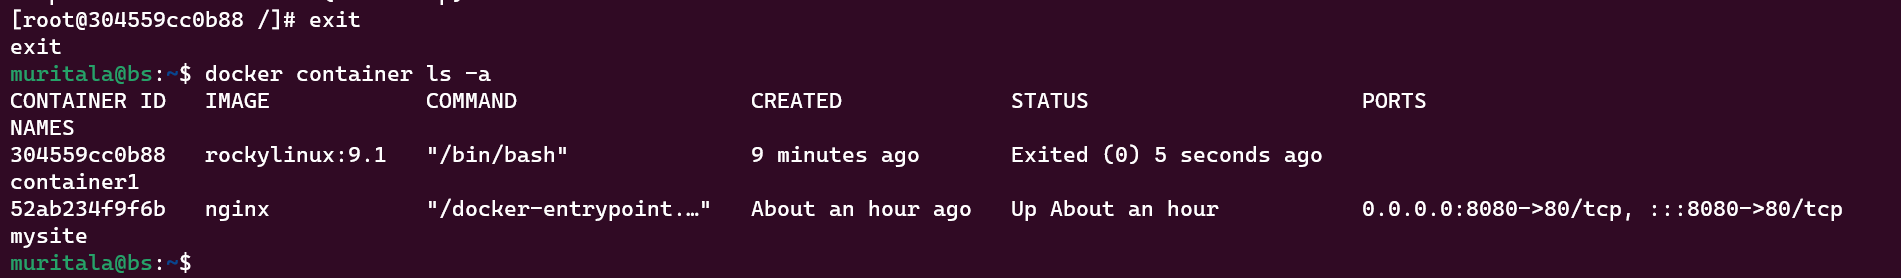 [root@304559cc0b88 /]# exit
exit
muritala@bs:~$ docker container ls -a
CONTAINER ID   IMAGE            COMMAND                  CREATED             STATUS                     PORTS
NAMES
304559cc0b88   rockylinux:9.1   "/bin/bash"              9 minutes ago       Exited (0) 5 seconds ago
container1
52ab234f9f6b   nginx            "/docker-entrypoint.…"   About an hour ago   Up About an hour           0.0.0.0:8080->80/tcp, :::8080->80/tcp
mysite
muritala@bs:~$